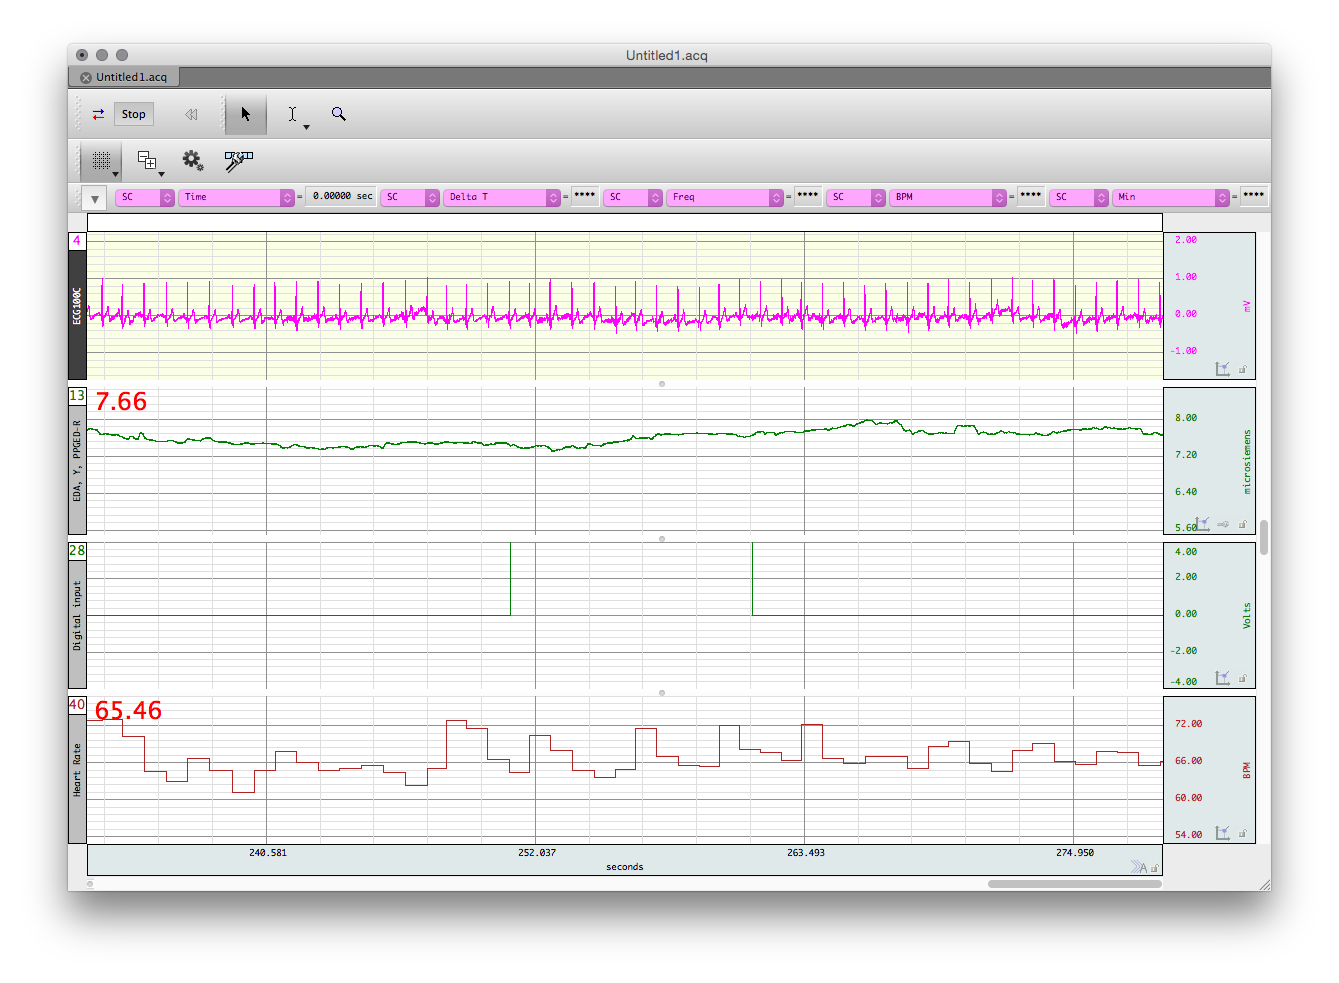 Untitled1.acq
Untitled1.acq
Stop
SC Time = 0.00000 sec SC Delta T = **** SC Freq = **** SC BPM = **** SC Min = ****
4
ECG100C
2.00
1.00
0.00
-1.00
mV
13
7.66
EDA, Y, PPGED-R
8.00
7.20
6.40
5.60
microsiemens
28
Digital input
4.00
2.00
0.00
-2.00
-4.00
Volts
40
65.46
Heart Rate
72.00
66.00
60.00
54.00
BPM
240.581 252.037 263.493 274.950
seconds
A